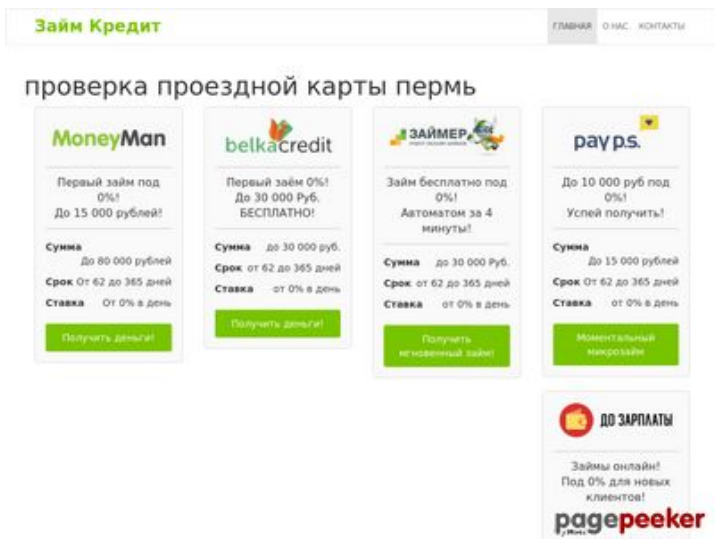 Займ Кредит
ГЛАВНАЯ О НАС КОНТАКТЫ
проверка проездной карты пермь
MoneyMan
Первый займ под
0%!
До 15 000 рублей!
Сумма
До 80 000 рублей
Срок От 62 до 365 дней
Ставка От 0% в день
Получить деньги!
belkacredit
Первый заём 0%!
До 30 000 Руб.
БЕСПЛАТНО!
Сумма до 30 000 руб.
Срок от 62 до 365 дней
Ставка от 0% в день
Получить деньги!
ЗАЙМЕР
Займ бесплатно под
0%!
Автоматом за 4
минуты!
Сумма до 30 000 Руб.
Срок от 62 до 365 дней
Ставка от 0% в день
Получить
мгновенный займ!
pay p.s.
До 10 000 руб под
0%!
Успей получить!
Сумма
До 15 000 рублей
Срок От 62 до 365 дней
Ставка от 0% в день
Моментальный
микрозайм
ДО ЗАРПЛАТЫ
Займы онлайн!
Под 0% для новых
клиентов!
pagepeeker